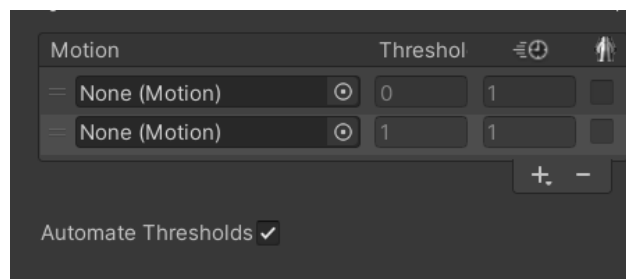 Motion Threshol
None (Motion) 0 1
None (Motion) 1 1
Automate Thresholds